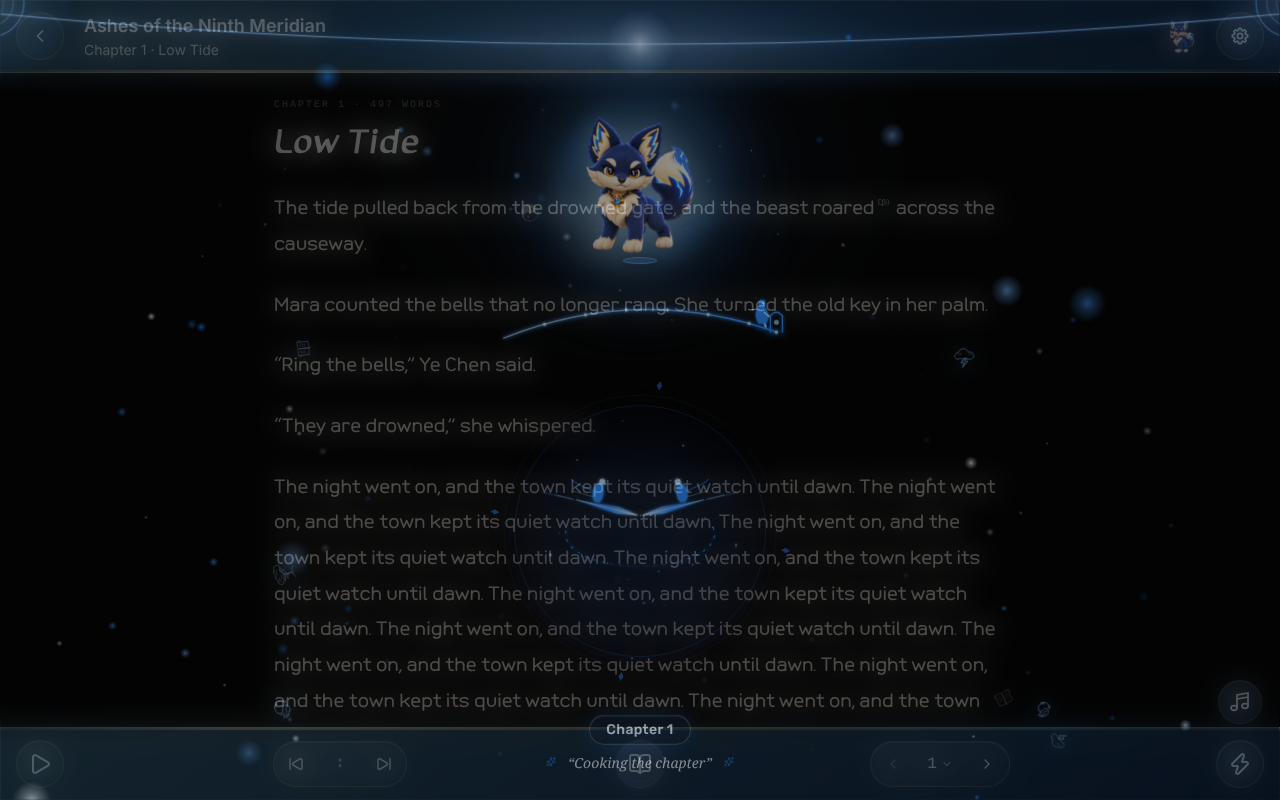 Ashes of the Ninth Meridian
Chapter 1 · Low Tide
CHAPTER 1 · 497 WORDS
Low Tide
The tide pulled back from the drowned gate, and the beast roared across the
causeway.
Mara counted the bells that no longer rang. She turned the old key in her palm.
“Ring the bells,” Ye Chen said.
“They are drowned,” she whispered.
The night went on, and the town kept its quiet watch until dawn. The night went
on, and the town kept its quiet watch until dawn. The night went on, and the
town kept its quiet watch until dawn. The night went on, and the town kept its
quiet watch until dawn. The night went on, and the town kept its quiet watch
until dawn. The night went on, and the town kept its quiet watch until dawn. The
night went on, and the town kept its quiet watch until dawn. The night went on,
and the town kept its quiet watch until dawn. The night went on, and the town
Chapter 1
“Cooking the chapter”
:
1